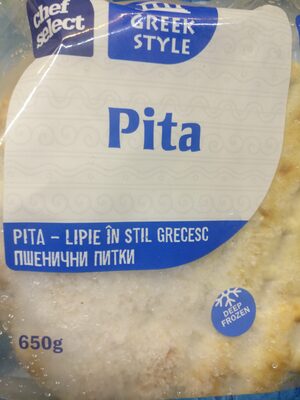 chef
select
GREEK
STYLE
Pita
PITA – LIPIE ÎN STIL GRECESC
ПШЕНИЧНИ ПИТКИ
DEEP
FROZEN
650g